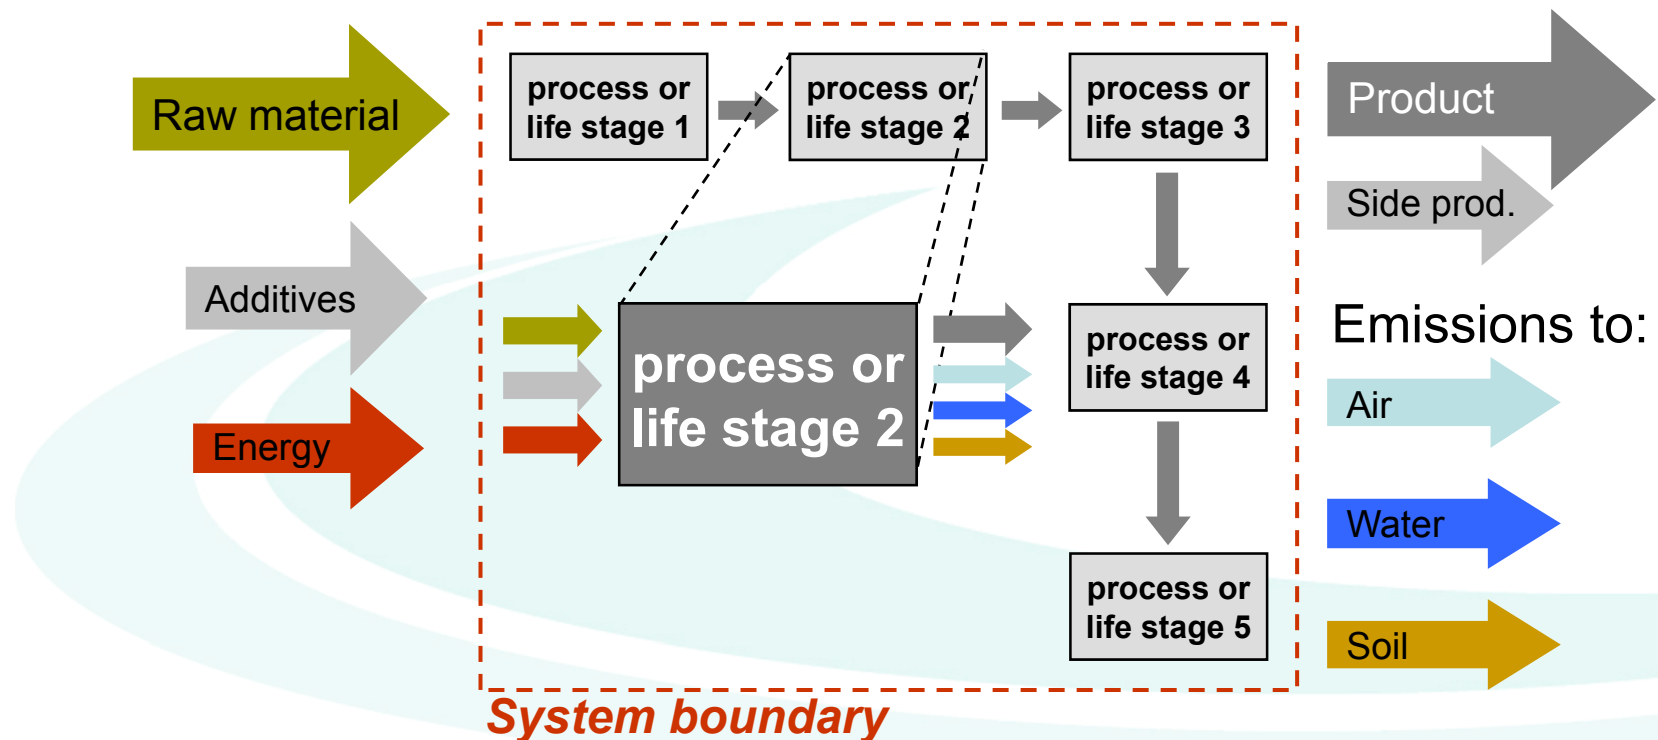 Raw material
Additives
Energy
process or
life stage 1
process or
life stage 2
process or
life stage 3
process or
life stage 2
process or
life stage 4
process or
life stage 5
System boundary
Product
Side prod.
Emissions to:
Air
Water
Soil